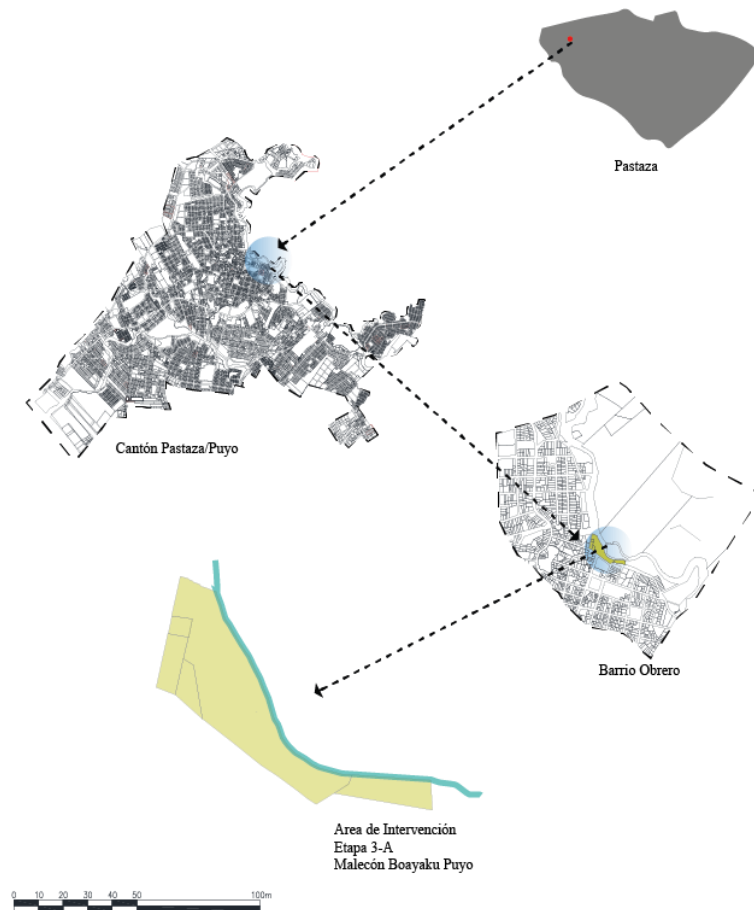 Pastaza
Cantón Pastaza/Puyo
Barrio Obrero
Area de Intervención
Etapa 3-A
Malecón Boayaku Puyo
0 10 20 30 40 50 100m